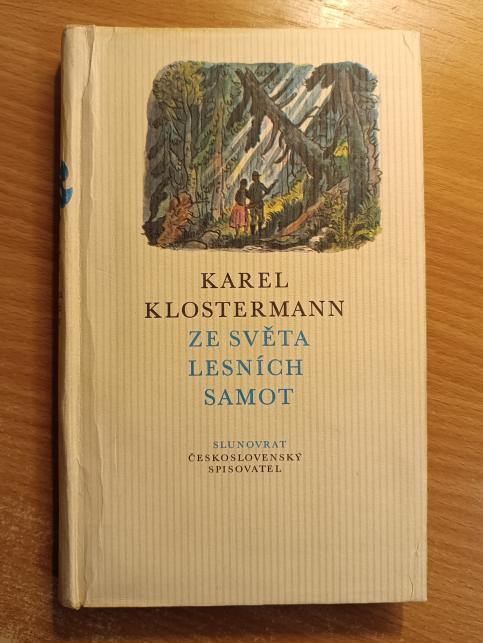 KAREL
KLOSTERMANN
ZE SVĚTA
LESNÍCH
SAMOT
SLUNOVRAT
ČESKOSLOVENSKÝ
SPISOVATEL